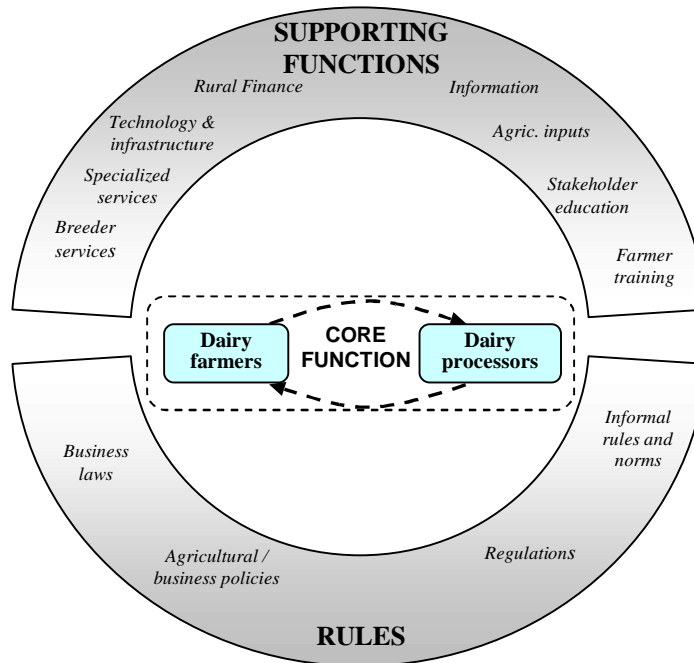 SUPPORTING
FUNCTIONS
Rural Finance
Information
Technology &
infrastructure
Agric. inputs
Specialized
services
Stakeholder
education
Breeder
services
Farmer
training
Dairy
farmers
CORE
FUNCTION
Dairy
processors
Business
laws
Informal
rules and
norms
Agricultural /
business policies
Regulations
RULES